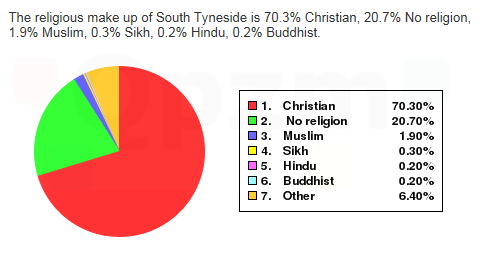 The religious make up of South Tyneside is 70.3% Christian, 20.7% No religion,
1.9% Muslim, 0.3% Sikh, 0.2% Hindu, 0.2% Buddhist.
1. Christian 70.30%
2. No religion 20.70%
3. Muslim 1.90%
4. Sikh 0.30%
5. Hindu 0.20%
6. Buddhist 0.20%
7. Other 6.40%